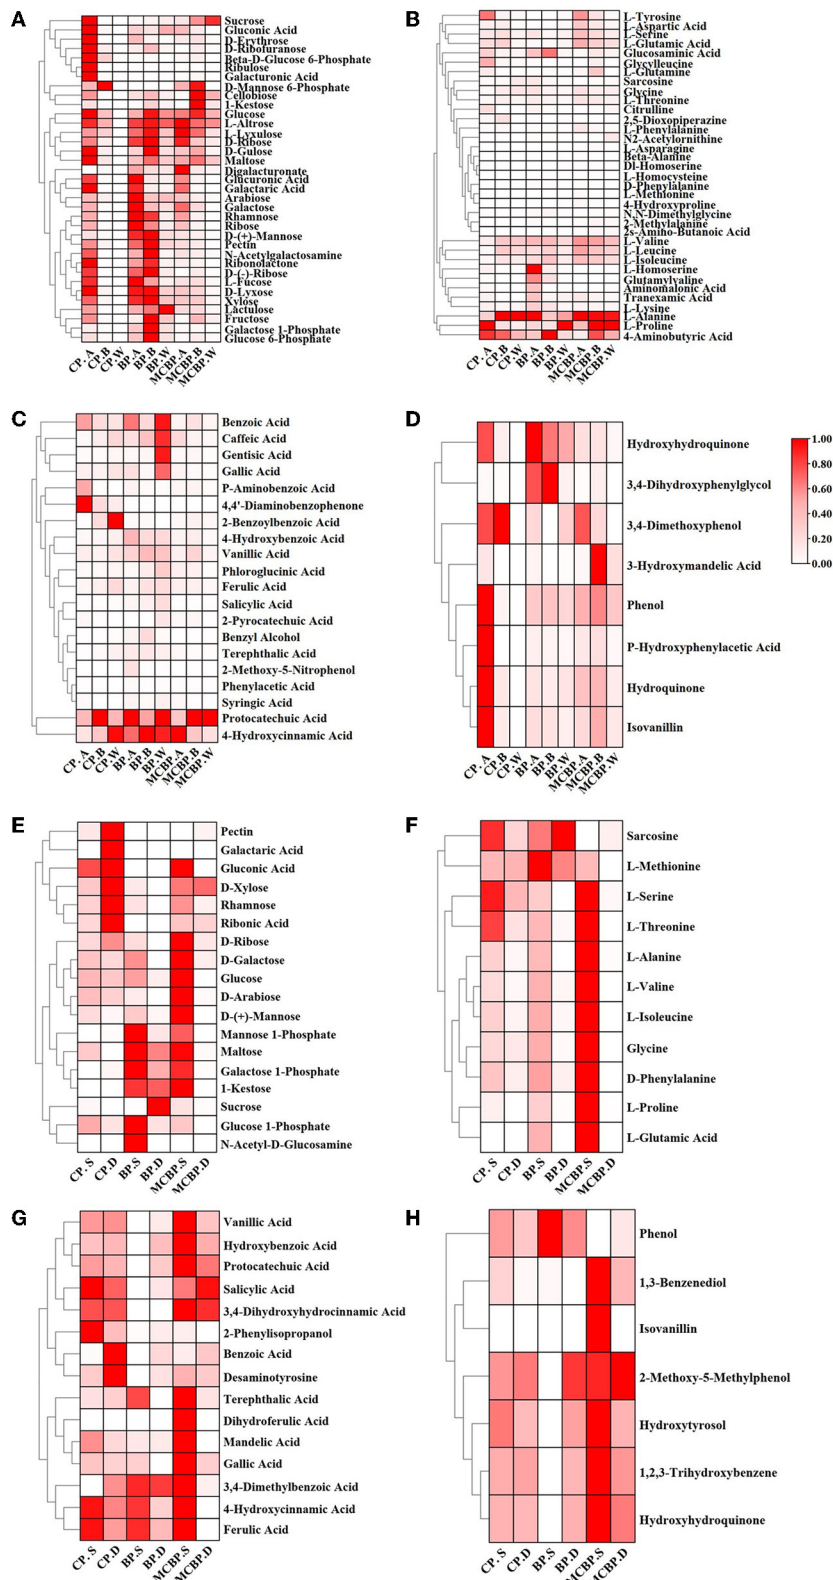 A
Sucrose
Gluconic Acid
D-Erythrose
D-Ribofuranose
Beta-D-Glucose 6-Phosphate
Ribulose
Galacturonic Acid
D-Mannose 6-Phosphate
Cellobiose
1-Kestose
Glucose
L-Altrose
L-Lyxulose
D-Ribose
D-Gulose
Maltose
Digalacturonate
Glucuronic Acid
Galactaric Acid
Arabiose
Galactose
Rhamnose
Ribose
D-(+)-Mannose
Pectin
N-Acetylgalactosamine
Ribonolactone
D-(-)-Ribose
L-Fucose
D-Lyxose
Xylose
Lactulose
Fructose
Galactose 1-Phosphate
Glucose 6-Phosphate
CP. A
CP.B
CP.W
BP.A
BP.B
BP.W
MCBP.A
MCBP.B
MCBP.W
B
L-Tyrosine
L-Aspartic Acid
L-Serine
L-Glutamic Acid
Glucosaminic Acid
Glycylleucine
L-Glutamine
Sarcosine
Glycine
L-Threonine
Citrulline
2,5-Dioxopiperazine
L-Phenylalanine
N2-Acetylornithine
L-Asparagine
Beta-Alanine
Dl-Homoserine
L-Homocysteine
D-Phenylalanine
L-Methionine
4-Hydroxyproline
N,N-Dimethylglycine
2-Methylalanine
2s-Amiho-Butanoic Acid
L-Valine
L-Leucine
L-Isoleucine
L-Homoserine
Glutamylvaline
Aminomalonic Acid
Tranexamic Acid
L-Lysine
L-Alanine
L-Proline
4-Aminobutyric Acid
CP. A
CP.B
CP.W
BP.A
BP.B
BP.W
MCBP.A
MCBP.B
MCBP.W
C
Benzoic Acid
Caffeic Acid
Gentisic Acid
Gallic Acid
P-Aminobenzoic Acid
4,4'-Diaminobenzophenone
2-Benzoylbenzoic Acid
4-Hydroxybenzoic Acid
Vanillic Acid
Phloroglucinic Acid
Ferulic Acid
Salicylic Acid
2-Pyrocatechuic Acid
Benzyl Alcohol
Terephthalic Acid
2-Methoxy-5-Nitrophenol
Phenylacetic Acid
Syringic Acid
Protocatechuic Acid
4-Hydroxycinnamic Acid
CP. A
CP.B
CP.W
BP.A
BP.B
BP.W
MCBP.A
MCBP.B
MCBP.W
D
Hydroxyhydroquinone
3,4-Dihydroxyphenylglycol
3,4-Dimethoxyphenol
3-Hydroxymandelic Acid
Phenol
P-Hydroxyphenylacetic Acid
Hydroquinone
Isovanillin
CP. A
CP.B
CP.W
BP.A
BP.B
BP.W
MCBP.A
MCBP.B
MCBP.W
1.00
0.80
0.60
0.40
0.20
0.00
E
Pectin
Galactaric Acid
Gluconic Acid
D-Xylose
Rhamnose
Ribonic Acid
D-Ribose
D-Galactose
Glucose
D-Arabiose
D-(+)-Mannose
Mannose 1-Phosphate
Maltose
Galactose 1-Phosphate
1-Kestose
Sucrose
Glucose 1-Phosphate
N-Acetyl-D-Glucosamine
CP. S
CP.D
BP.S
BP.D
MCBP.S
MCBP.D
F
Sarcosine
L-Methionine
L-Serine
L-Threonine
L-Alanine
L-Valine
L-Isoleucine
Glycine
D-Phenylalanine
L-Proline
L-Glutamic Acid
CP. S
CP.D
BP.S
BP.D
MCBP.S
MCBP.D
G
Vanillic Acid
Hydroxybenzoic Acid
Protocatechuic Acid
Salicylic Acid
3,4-Dihydroxyhydrocinnamic Acid
2-Phenylisopropanol
Benzoic Acid
Desaminotyrosine
Terephthalic Acid
Dihydroferulic Acid
Mandelic Acid
Gallic Acid
3,4-Dimethylbenzoic Acid
4-Hydroxycinnamic Acid
Ferulic Acid
CP. S
CP.D
BP.S
BP.D
MCBP.S
MCBP.D
H
Phenol
1,3-Benzenediol
Isovanillin
2-Methoxy-5-Methylphenol
Hydroxytyrosol
1,2,3-Trihydroxybenzene
Hydroxyhydroquinone
CP. S
CP.D
BP.S
BP.D
MCBP.S
MCBP.D